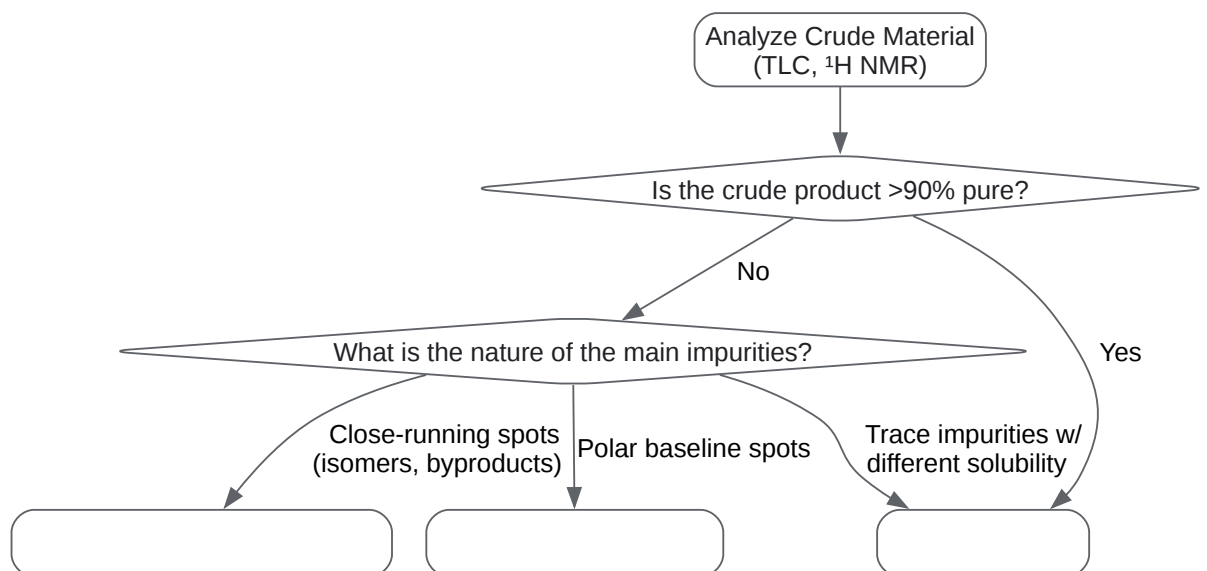 Analyze Crude Material
(TLC, ¹H NMR)
Is the crude product >90% pure?
No
What is the nature of the main impurities?
Yes
Close-running spots
(isomers, byproducts)
Polar baseline spots
Trace impurities w/
different solubility